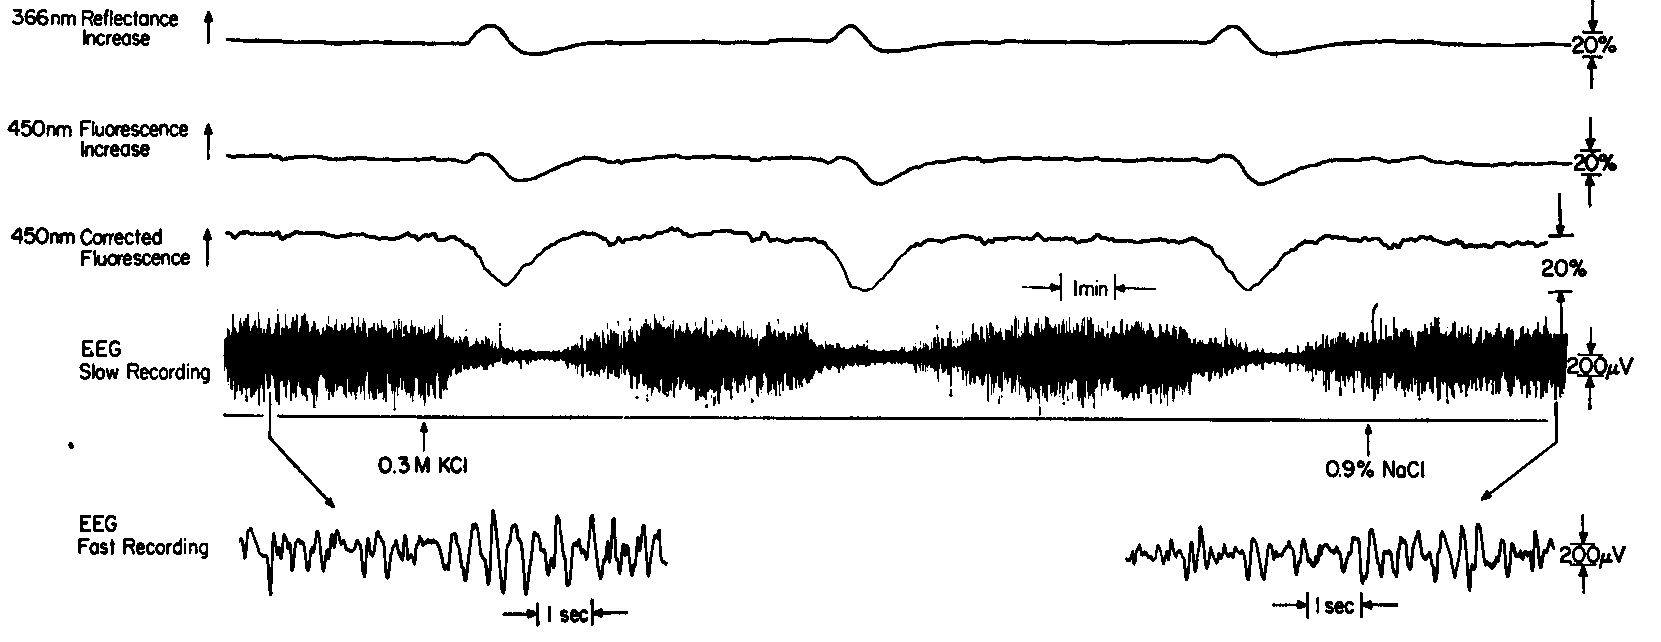 366nm Reflectance
Increase
20%
450nm Fluorescence
Increase
20%
450nm Corrected
Fluorescence
20%
1min
EEG
Slow Recording
200μV
0.3M KCl
0.9% NaCl
EEG
Fast Recording
200μV
1 sec
1 sec